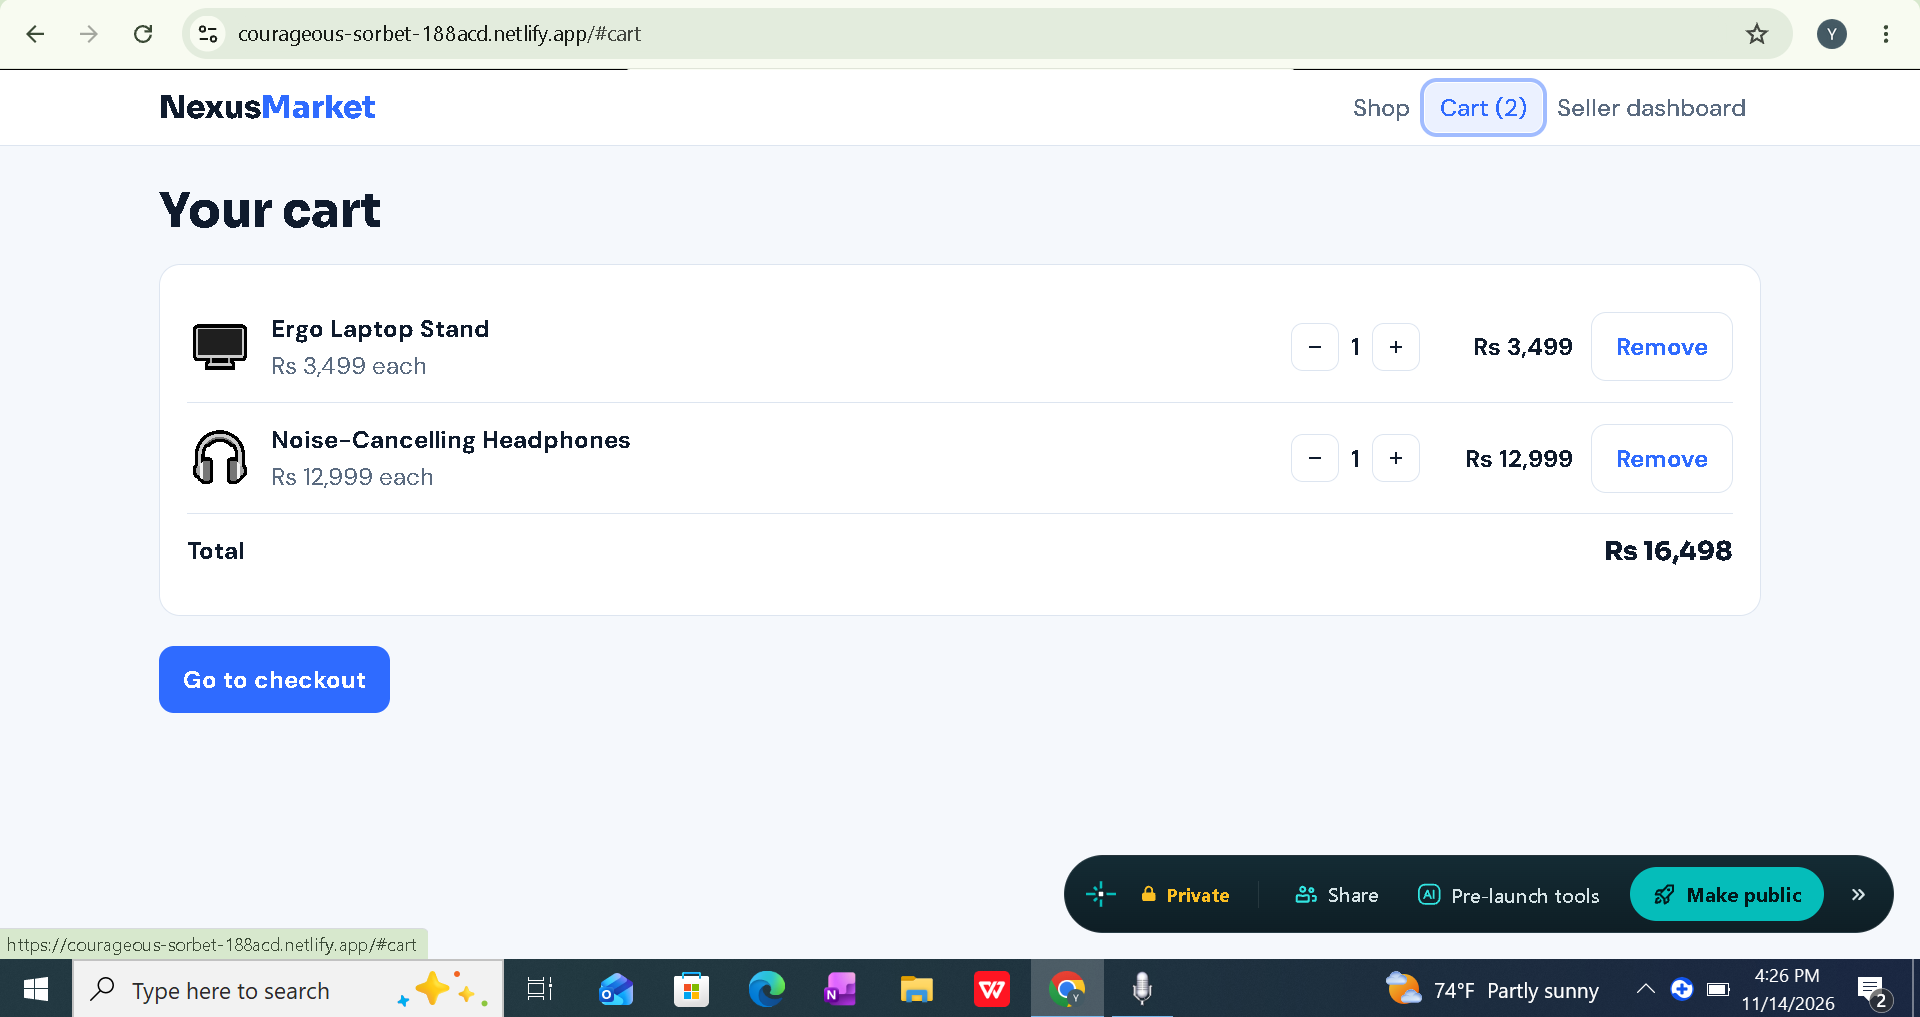 courageous-sorbet-188acd.netlify.app/#cart
Y
NexusMarket
Shop
Cart (2)
Seller dashboard
Your cart
Ergo Laptop Stand
Rs 3,499 each
− 1 +
Rs 3,499
Remove
Noise-Cancelling Headphones
Rs 12,999 each
− 1 +
Rs 12,999
Remove
Total
Rs 16,498
Go to checkout
Private
Share
AI
Pre-launch tools
Make public
https://courageous-sorbet-188acd.netlify.app/#cart
Type here to search
O
N
W
Y
74°F Partly sunny
4:26 PM
11/14/2026
2